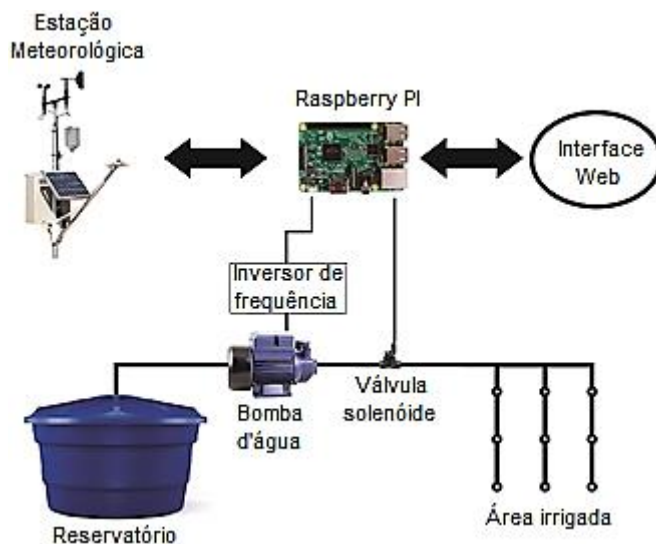 Estação
Meteorológica
Raspberry PI
Interface
Web
Inversor de
frequência
Bomba
d'água
Válvula
solenóide
Reservatório
Área irrigada